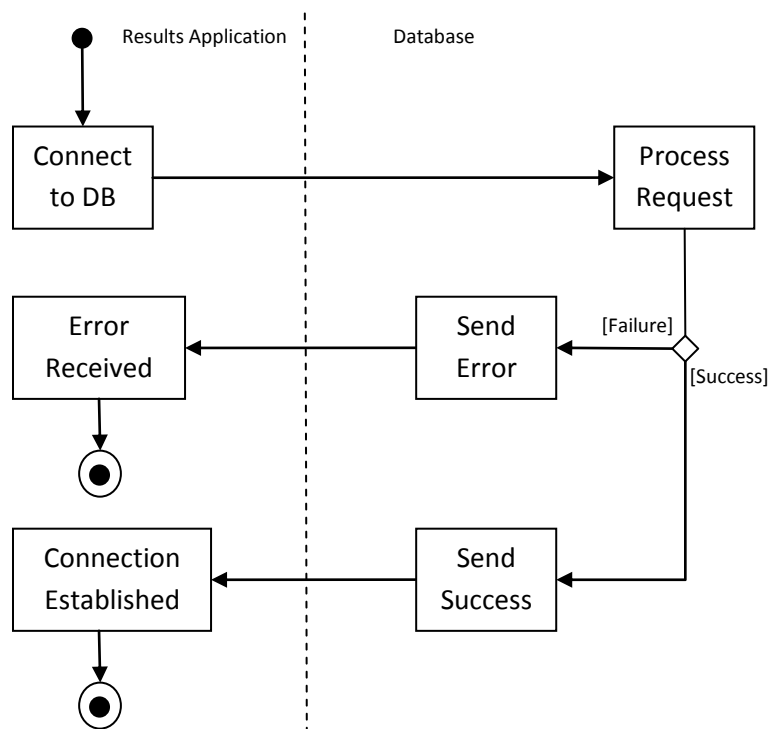 Results Application
Database
Connect
to DB
Process
Request
Error
Received
Send
Error
[Failure]
[Success]
Connection
Established
Send
Success